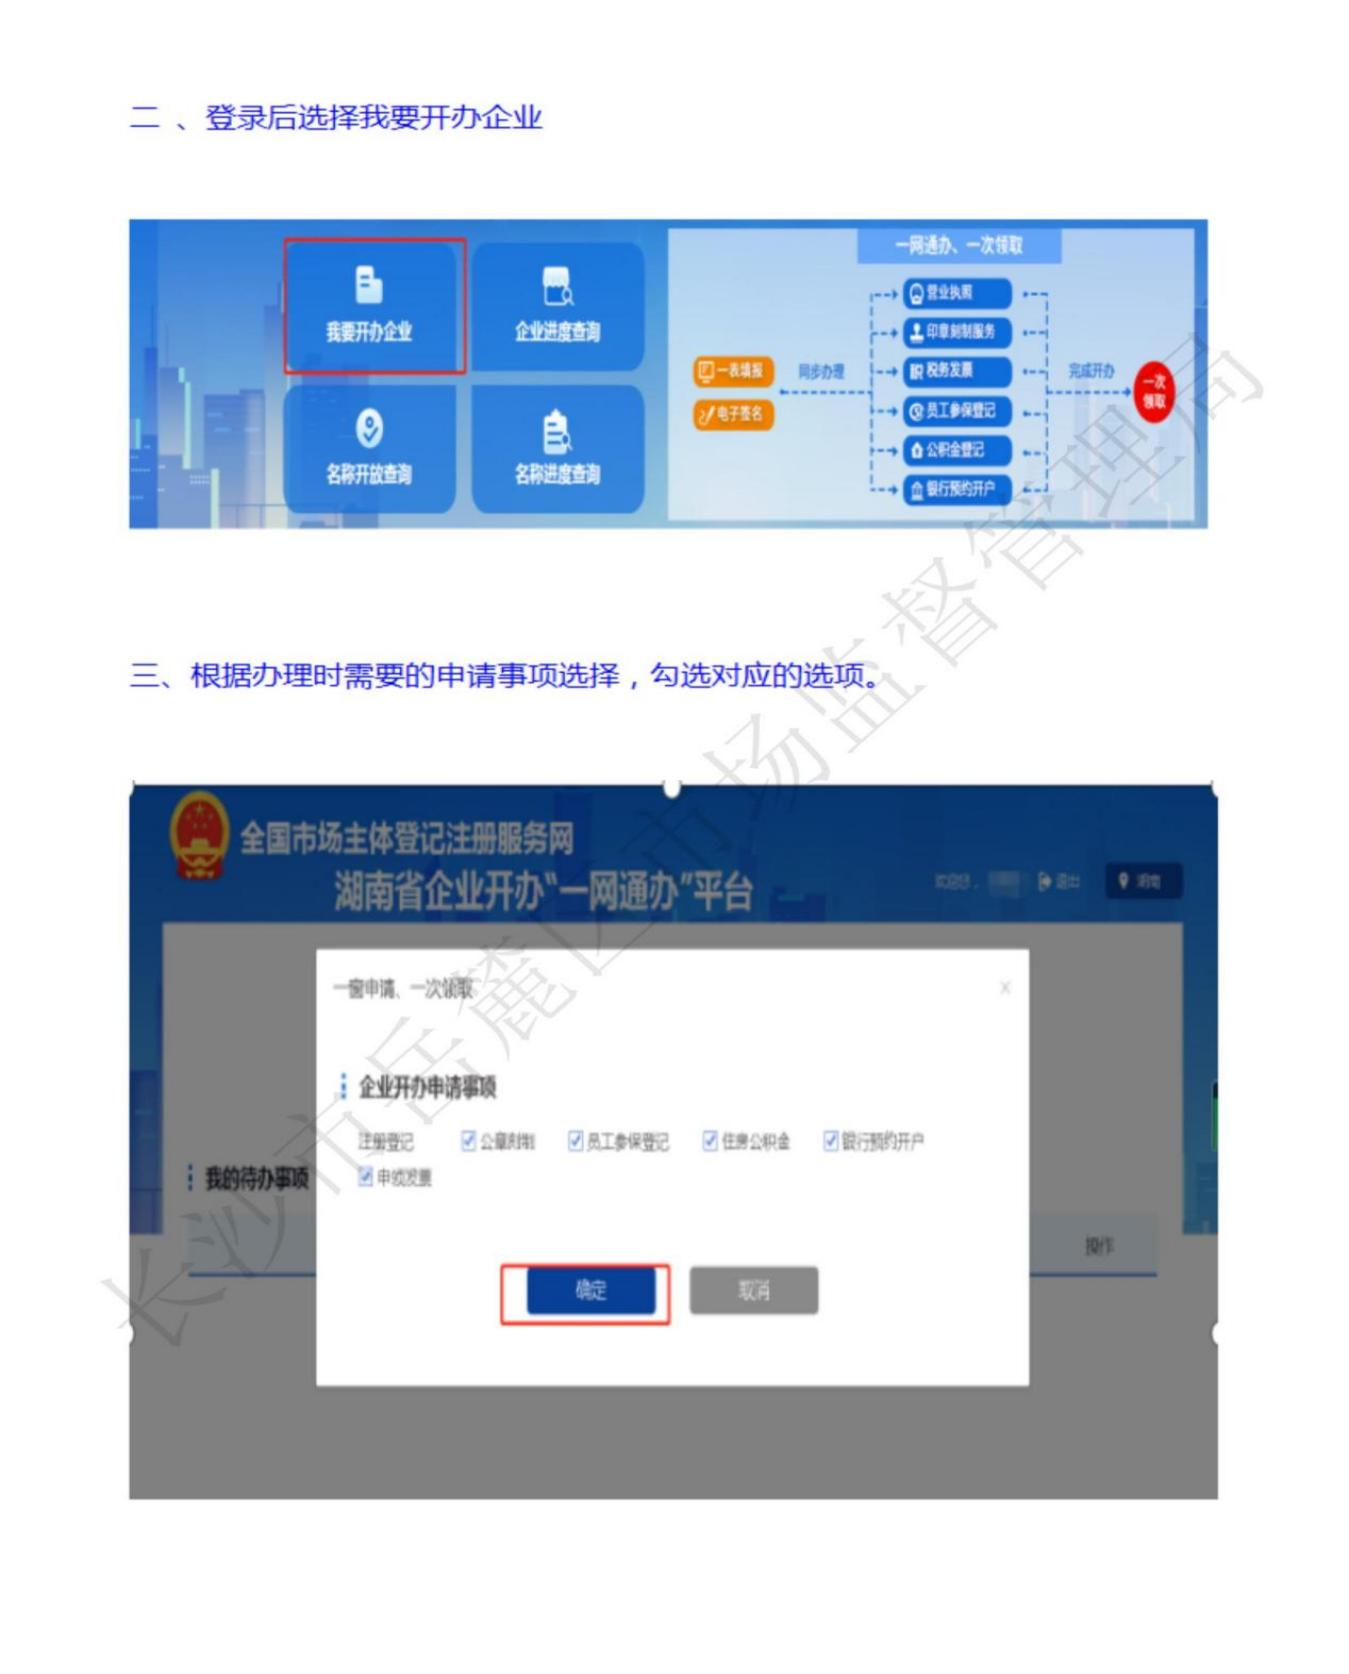 二 、登录后选择我要开办企业
我要开办企业
企业进度查询
名称开放查询
名称进度查询
一网通办、一次领取
一表填报
电子签名
同步办理
营业执照
印章刻制服务
税务发票
员工参保登记
公积金登记
银行预约开户
完成开办
一次
领取
三、根据办理时需要的申请事项选择，勾选对应的选项。
全国市场主体登记注册服务网
湖南省企业开办“一网通办”平台
退出
湖南
一窗申请、一次领取
X
企业开办申请事项
注册登记 公章刻制 员工参保登记 住房公积金 银行预约开户
申领发票
我的待办事项
操作
确定 取消
长沙市岳麓区市场监督管理局